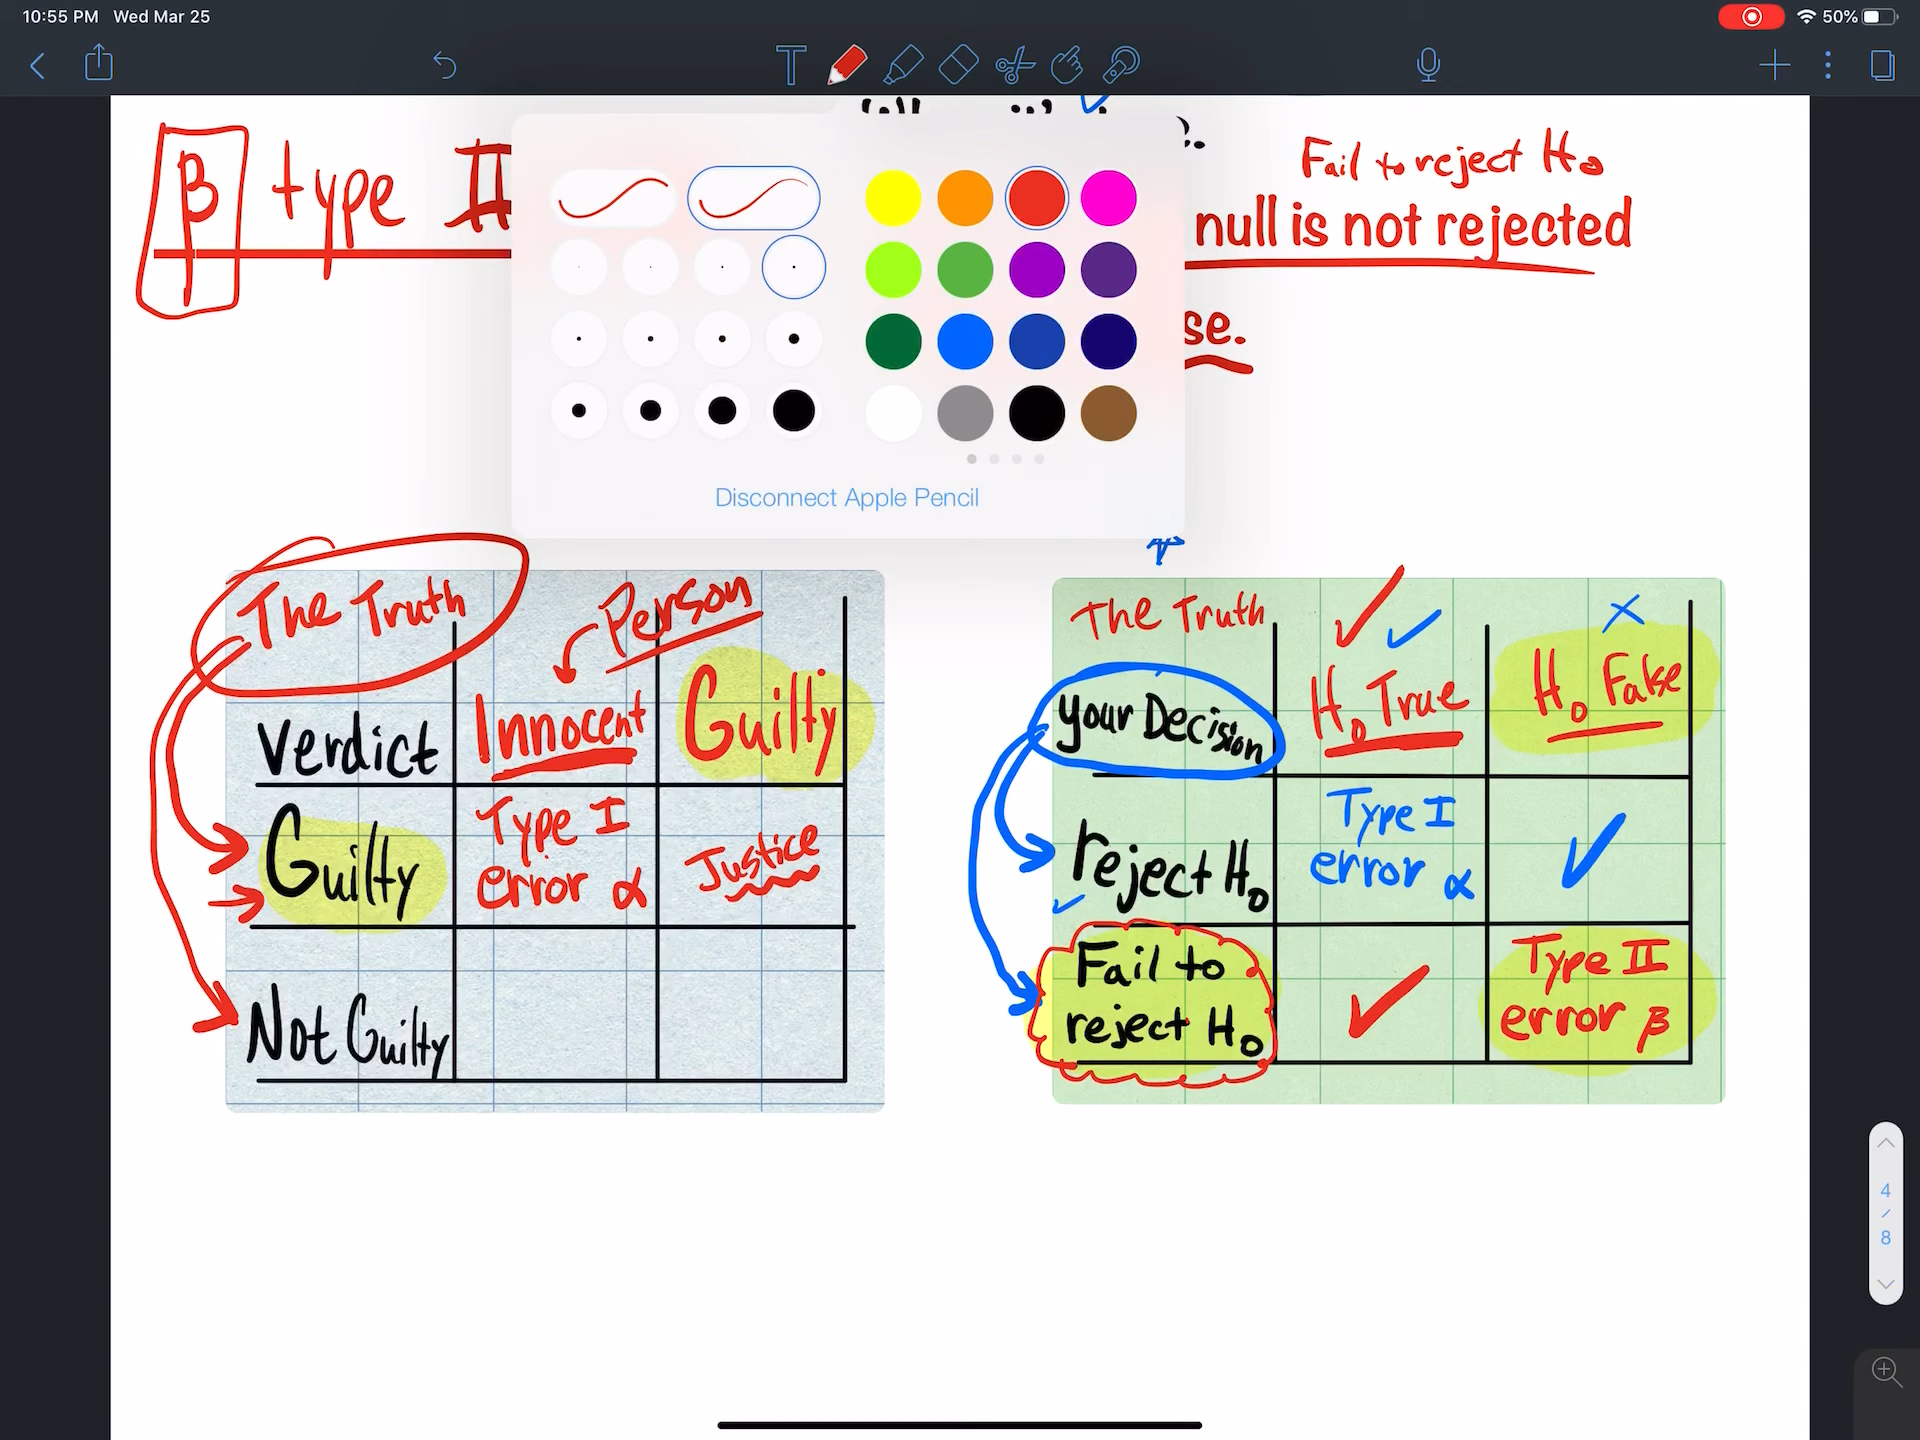 10:55 PM Wed Mar 25
50%
β type II
Fail to reject H0
null is not rejected
se.
Disconnect Apple Pencil
The Truth
Person
Verdict
Innocent
Guilty
Guilty
Type I
error α
Justice
Not Guilty
The Truth
your Decision
H0 True
H0 False
reject H0
Type I
error α
Fail to
reject H0
Type II
error β
4
/
8